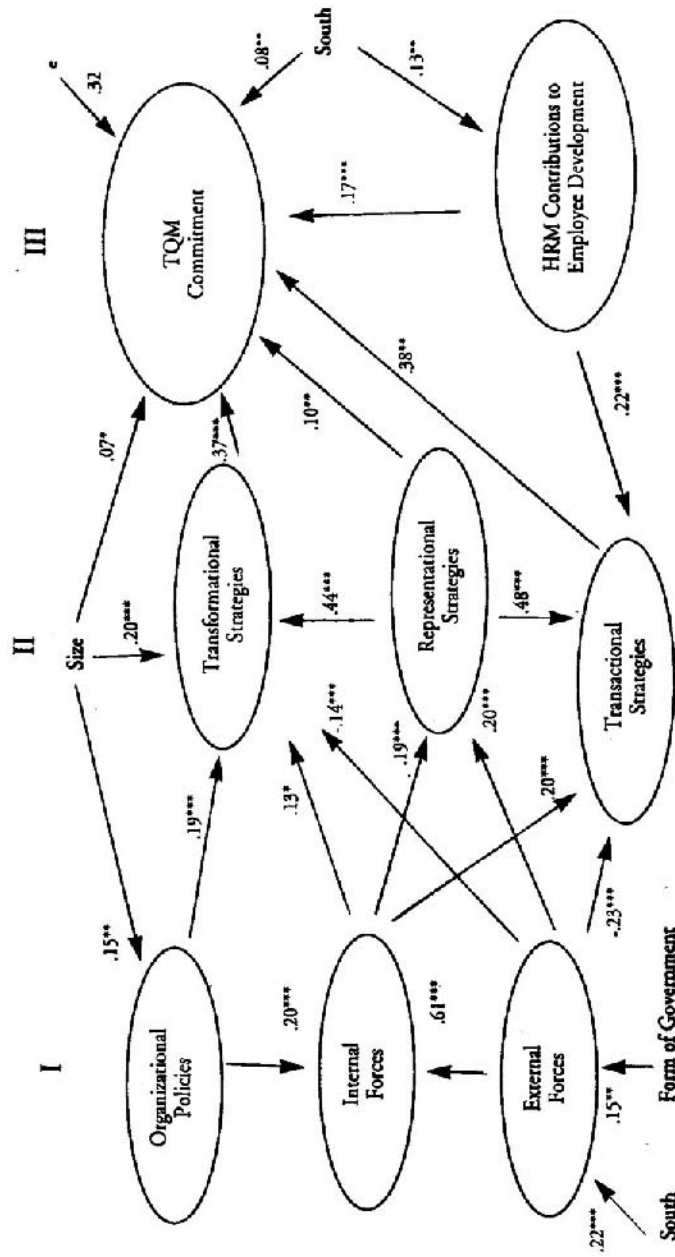 I
II
III
Size
e
.32
.15**
.20***
.07*
.08**
South
Organizational
Policies
.19***
Transformational
Strategies
.37***
TQM
Commitment
.13**
.20***
.13*
.44***
.10**
.17***
Internal
Forces
-.14***
.19***
Representational
Strategies
.38**
HRM Contributions to
Employee Development
.61***
.20***
.48***
.22***
External
Forces
.20***
-.23***
Transactional
Strategies
.22***
.15**
South
Form of Government